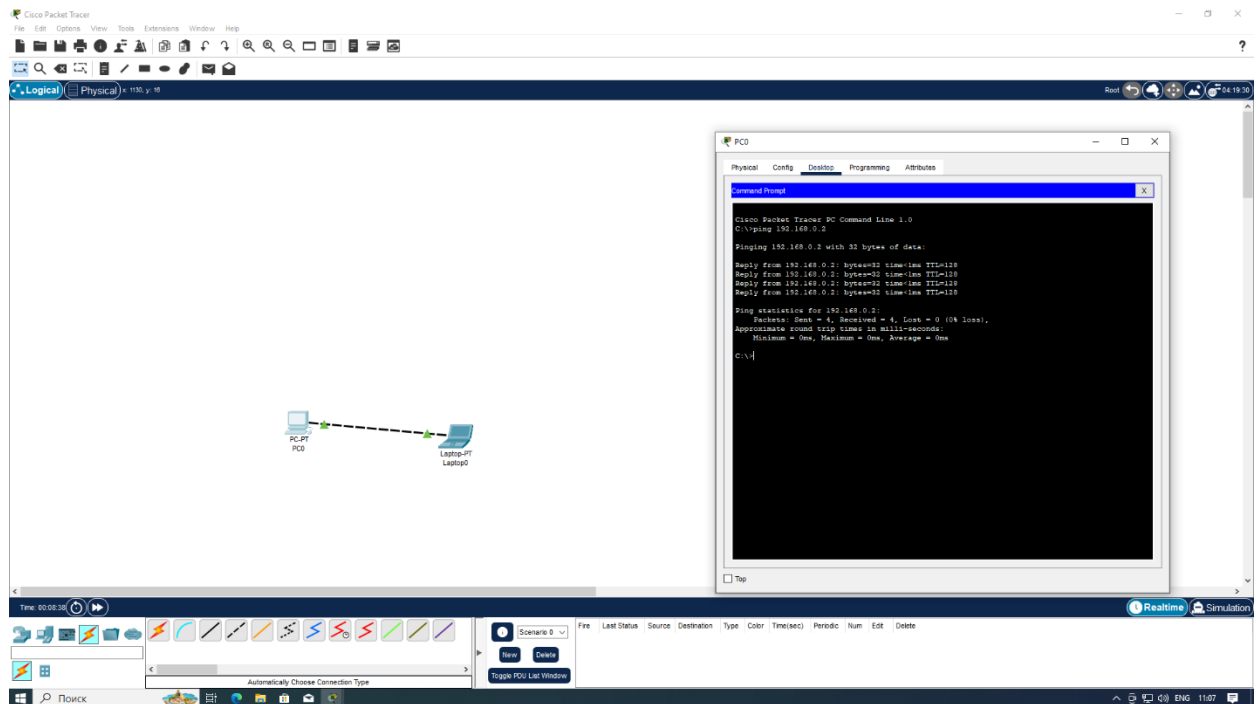 Cisco Packet Tracer
File Edit Options View Tools Extensions Window Help
?
Logical
Physical
x: 1130, y: 18
Root
04:19:30
PC0
Physical Config Desktop Programming Attributes
Command Prompt
X
Cisco Packet Tracer PC Command Line 1.0
C:\>ping 192.168.0.2
Pinging 192.168.0.2 with 32 bytes of data:
Reply from 192.168.0.2: bytes=32 time<1ms TTL=128
Reply from 192.168.0.2: bytes=32 time<1ms TTL=128
Reply from 192.168.0.2: bytes=32 time<1ms TTL=128
Reply from 192.168.0.2: bytes=32 time<1ms TTL=128
Ping statistics for 192.168.0.2:
Packets: Sent = 4, Received = 4, Lost = 0 (0% loss),
Approximate round trip times in milli-seconds:
Minimum = 0ms, Maximum = 0ms, Average = 0ms
C:\>
Top
PC-PT
PC0
Laptop-PT
Laptop0
Time: 00:08:38
Realtime
Simulation
Scenario 0
New
Delete
Toggle PDU List Window
Fire Last Status Source Destination Type Color Time(sec) Periodic Num Edit Delete
Automatically Choose Connection Type
Поиск
ENG
11:07